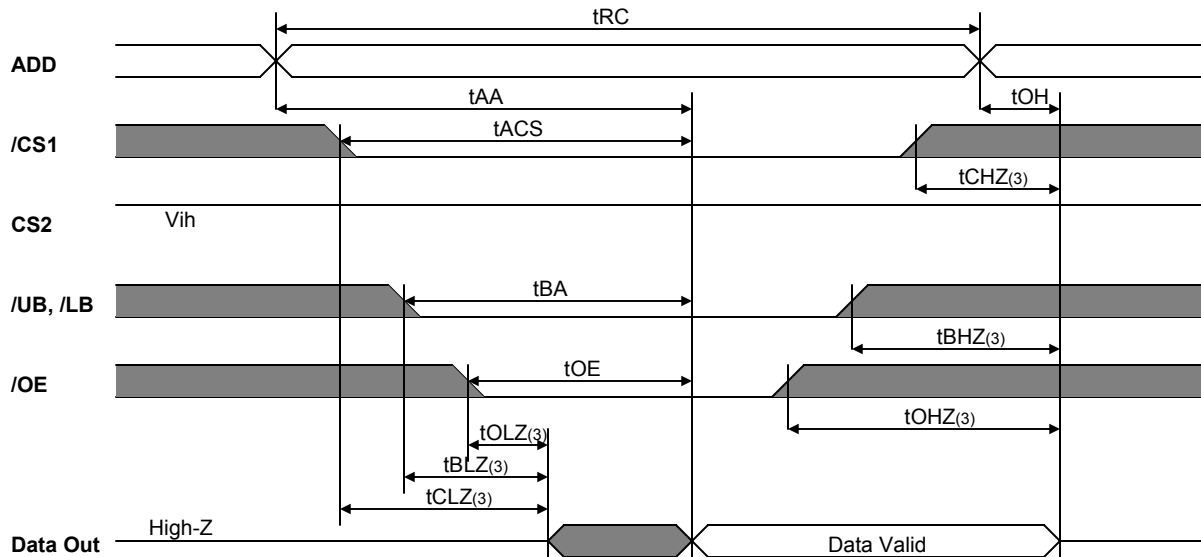 tRC
ADD
tAA
tOH
/CS1
tACS
tCHZ(3)
CS2
Vih
/UB, /LB
tBA
tBHZ(3)
/OE
tOE
tOHZ(3)
tOLZ(3)
tBLZ(3)
tCLZ(3)
Data Out
High-Z
Data Valid